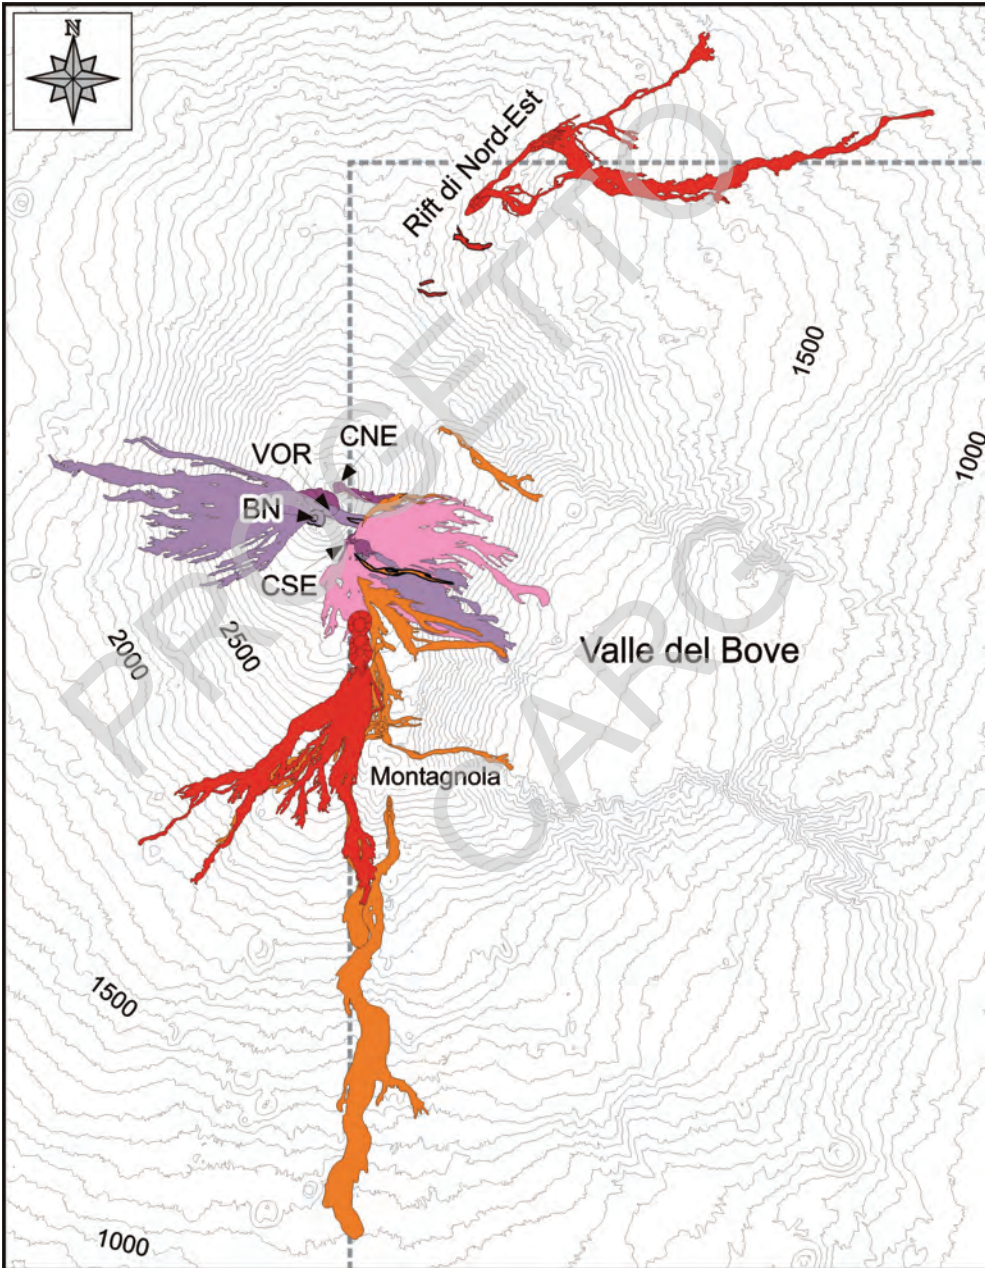 N
Rift di Nord-Est
1500
1000
CNE
VOR
BN
CSE
2000
2500
Valle del Bove
Montagnola
1500
1000
PROGETTO
CARG